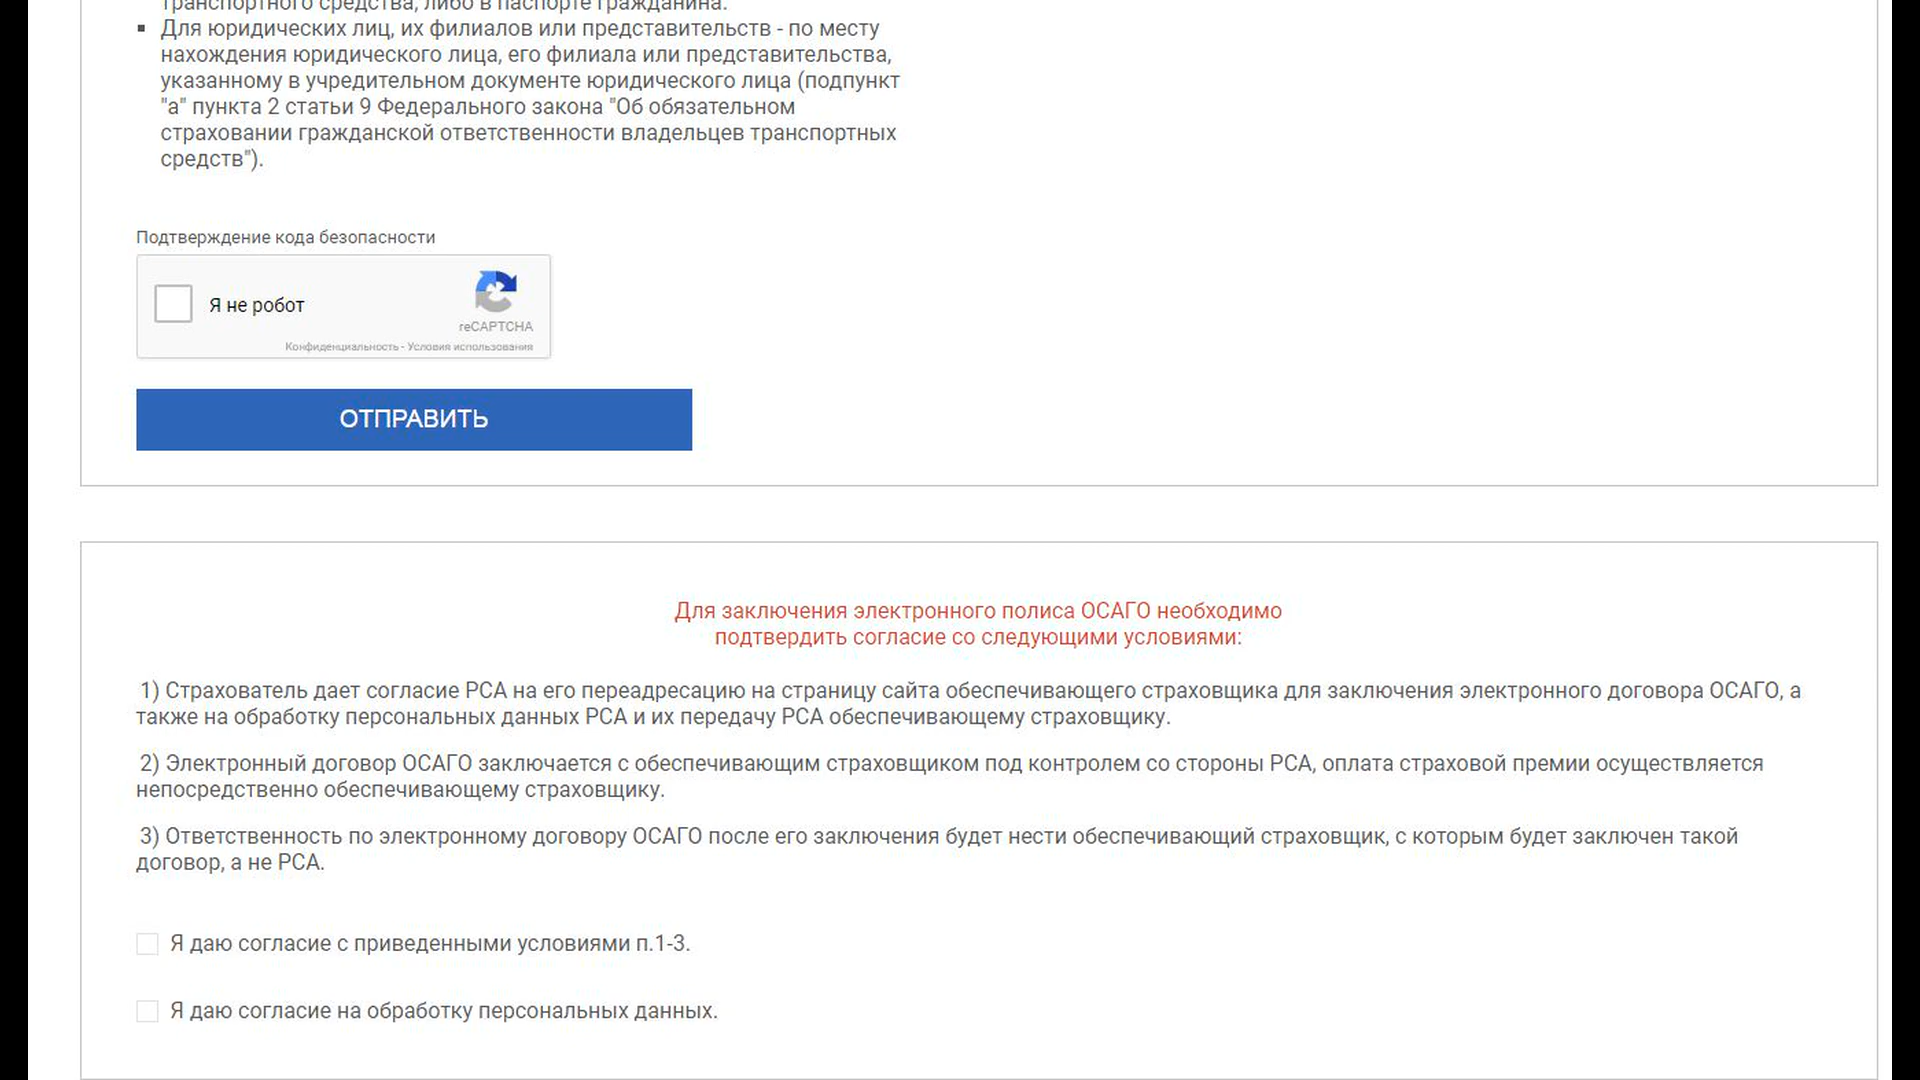 транспортного средства, либо в паспорте гражданина.
Для юридических лиц, их филиалов или представительств - по месту
нахождения юридического лица, его филиала или представительства,
указанному в учредительном документе юридического лица (подпункт
"а" пункта 2 статьи 9 Федерального закона "Об обязательном
страховании гражданской ответственности владельцев транспортных
средств").
Подтверждение кода безопасности
Я не робот
reCAPTCHA
Конфиденциальность - Условия использования
ОТПРАВИТЬ
Для заключения электронного полиса ОСАГО необходимо
подтвердить согласие со следующими условиями:
1) Страхователь дает согласие РСА на его переадресацию на страницу сайта обеспечивающего страховщика для заключения электронного договора ОСАГО, а
также на обработку персональных данных РСА и их передачу РСА обеспечивающему страховщику.
2) Электронный договор ОСАГО заключается с обеспечивающим страховщиком под контролем со стороны РСА, оплата страховой премии осуществляется
непосредственно обеспечивающему страховщику.
3) Ответственность по электронному договору ОСАГО после его заключения будет нести обеспечивающий страховщик, с которым будет заключен такой
договор, а не РСА.
Я даю согласие с приведенными условиями п.1-3.
Я даю согласие на обработку персональных данных.